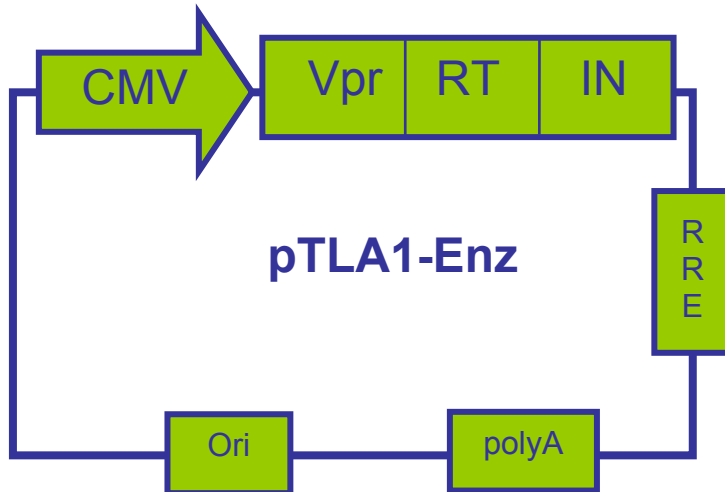 CMV
Vpr
RT
IN
R
R
E
pTLA1-Enz
Ori
polyA